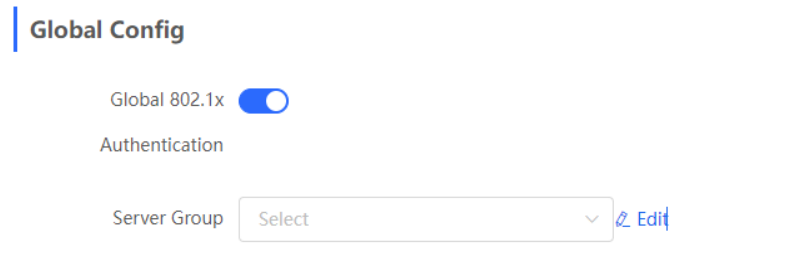 Global Config
Global 802.1x
Authentication
Server Group Select Edit